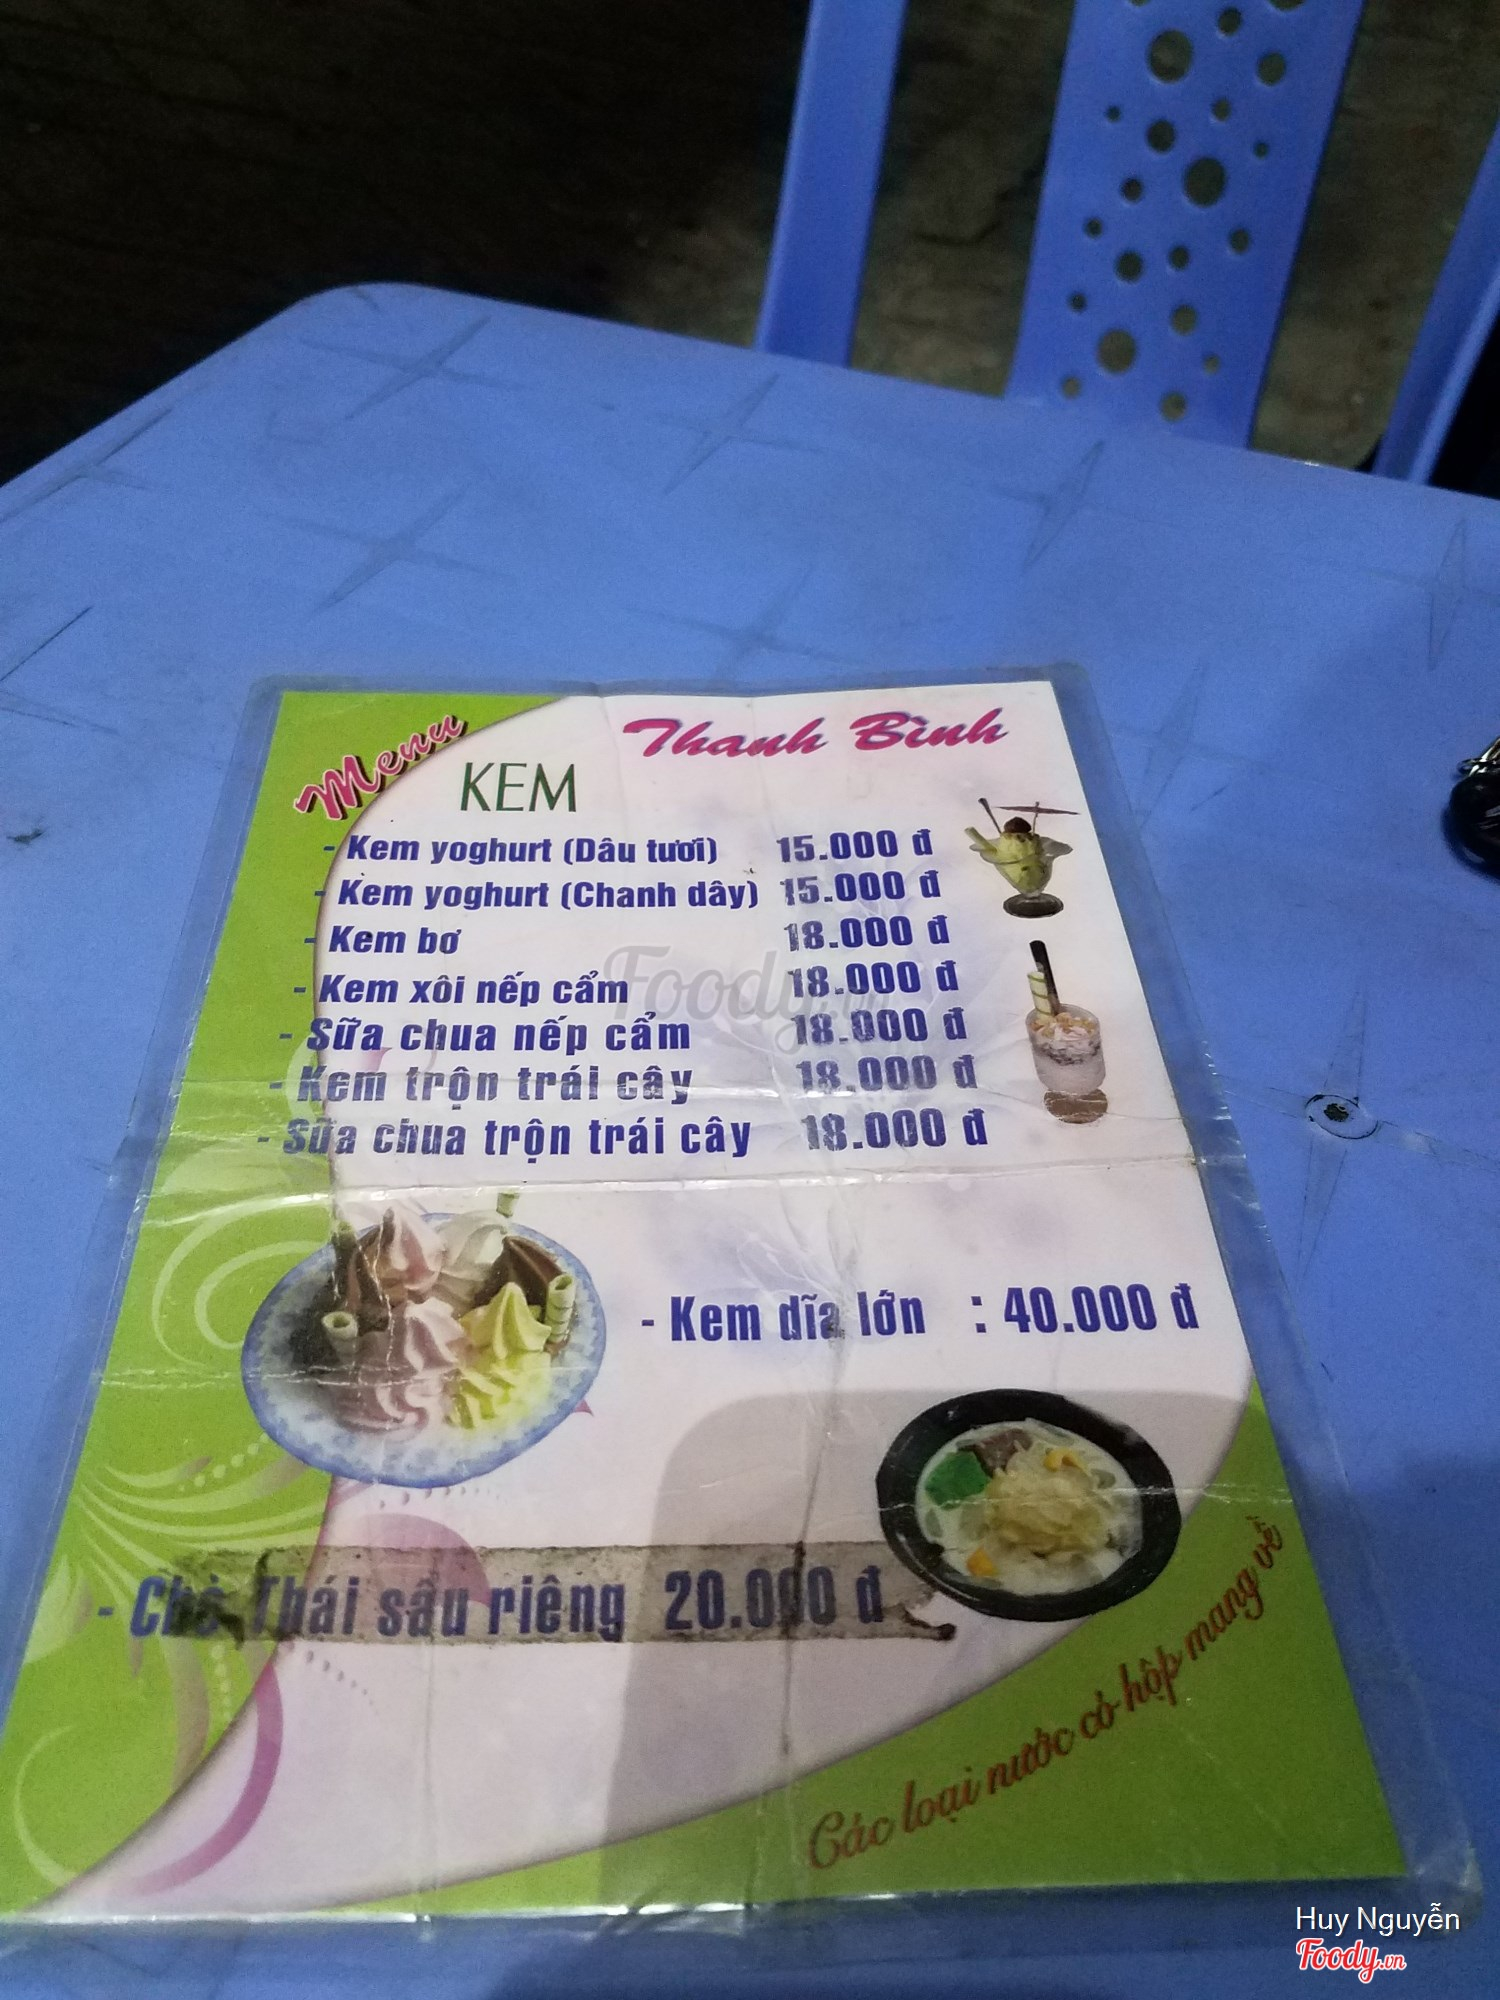 Menu
Thanh Bình
KEM
- Kem yoghurt (Dâu tươi) 15.000 đ
- Kem yoghurt (Chanh dây) 15.000 đ
- Kem bơ 18.000 đ
- Kem xôi nếp cẩm 18.000 đ
- Sữa chua nếp cẩm 18.000 đ
- Kem trộn trái cây 18.000 đ
- Sữa chua trộn trái cây 18.000 đ
- Kem dĩa lớn : 40.000 đ
- Chè Thái sầu riêng 20.000 đ
Các loại nước có hộp mang về
Foody.vn
Huy Nguyễn
Foody.vn